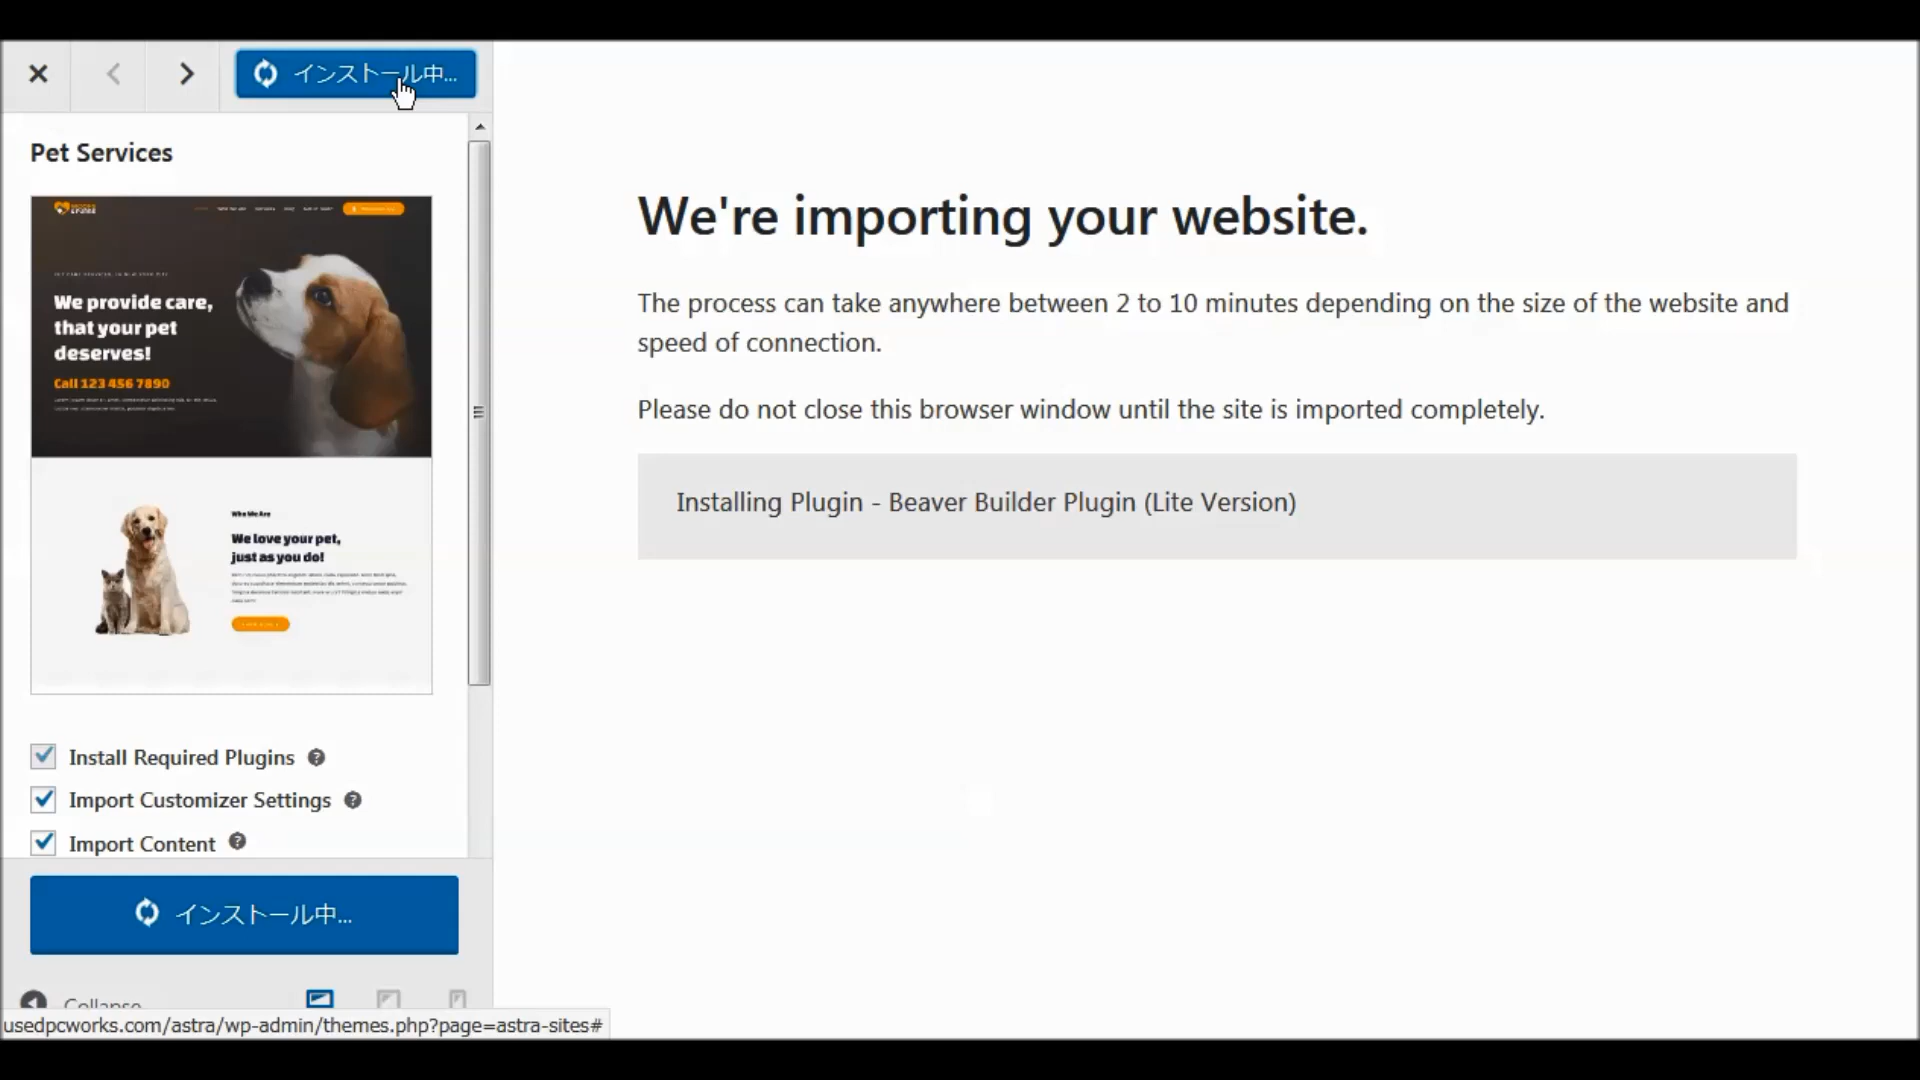 インストール中...
Pet Services
We provide care,
that your pet
deserves!
Call 123 456 7890
Who We Are
We love your pet,
just as you do!
Install Required Plugins
Import Customizer Settings
Import Content
インストール中...
Collapse
usedpcworks.com/astra/wp-admin/themes.php?page=astra-sites#
We're importing your website.
The process can take anywhere between 2 to 10 minutes depending on the size of the website and
speed of connection.
Please do not close this browser window until the site is imported completely.
Installing Plugin - Beaver Builder Plugin (Lite Version)